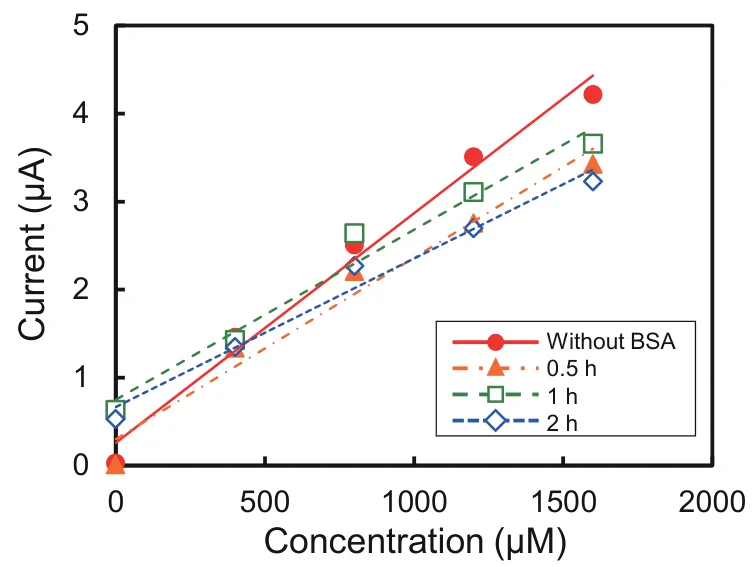 5
4
3
2
1
0
Current (μA)
Without BSA
0.5 h
1 h
2 h
0 500 1000 1500 2000
Concentration (μM)